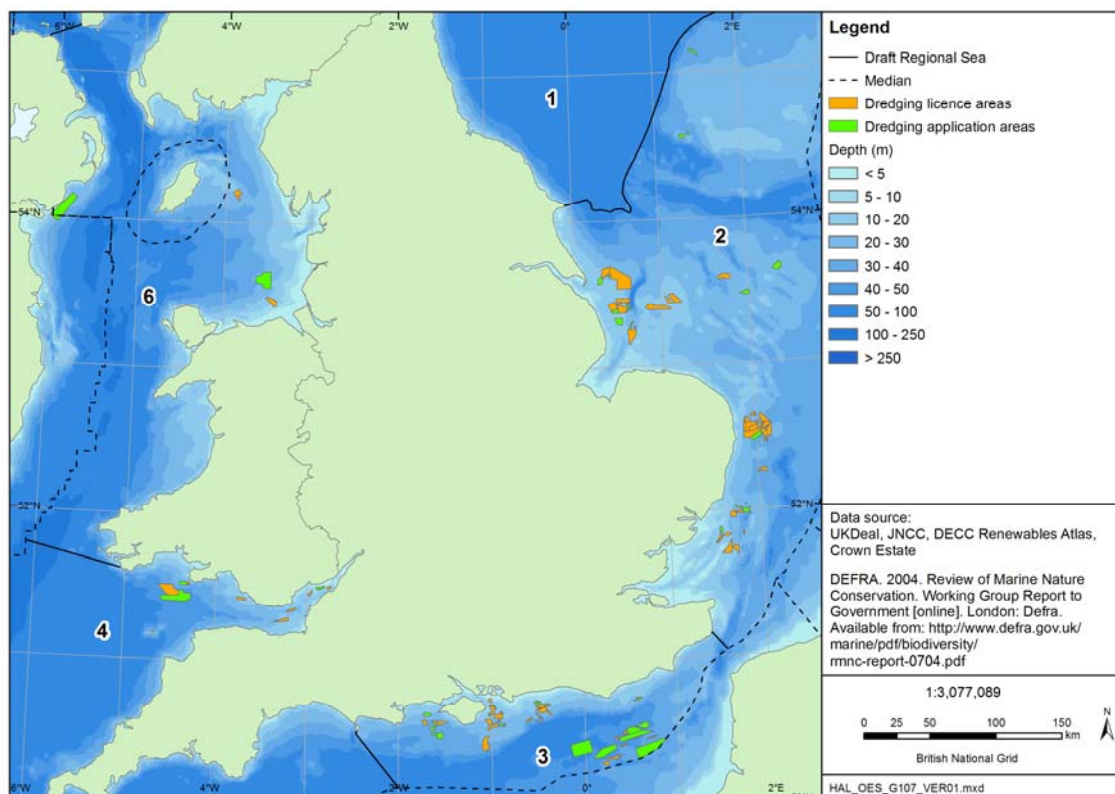 6°W
4°W
0°
2°E
Legend
Draft Regional Sea
Median
Dredging licence areas
Dredging application areas
Depth (m)
< 5
5 - 10
10 - 20
20 - 30
30 - 40
40 - 50
50 - 100
100 - 250
> 250
1
54°N
54°N
2
6
52°N
52°N
4
3
6°W
4°W
2°W
0°
2°E
Data source:
UKDeal, JNCC, DECC Renewables Atlas,
Crown Estate
DEFRA. 2004. Review of Marine Nature
Conservation. Working Group Report to
Government [online]. London: Defra.
Available from: http://www.defra.gov.uk/
marine/pdf/biodiversity/
rmnc-report-0704.pdf
1:3,077,089
0 25 50 100 150
km
N
British National Grid
HAL_OES_G107_VER01.mxd